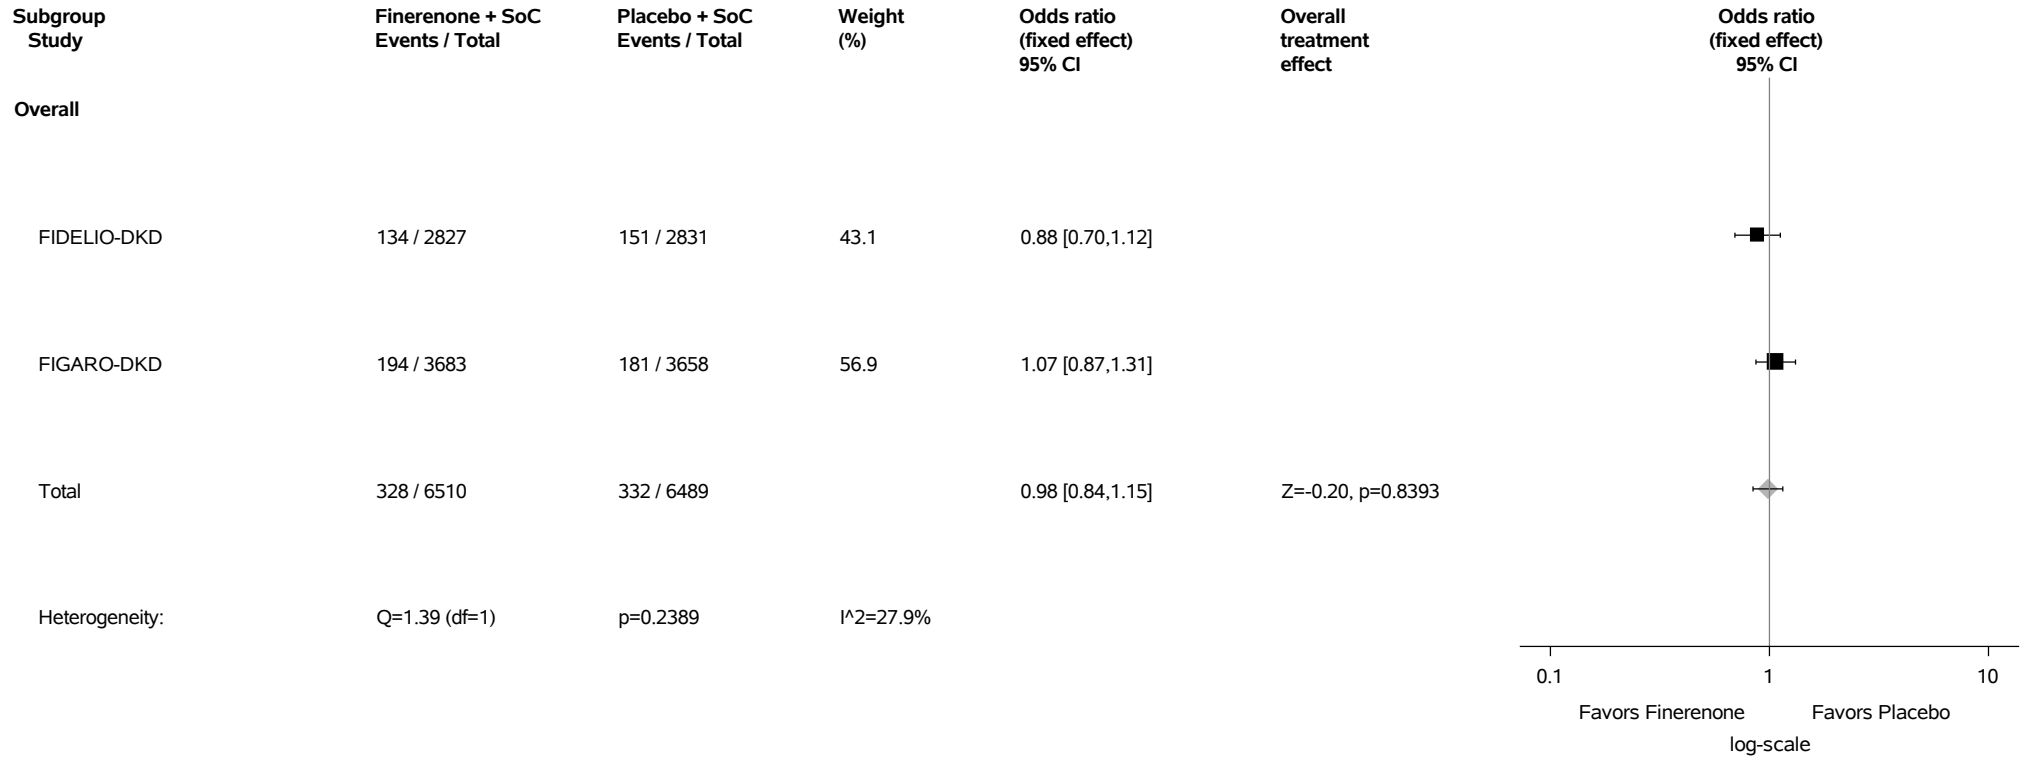 Subgroup Finerenone + SoC Placebo + SoC Weight Odds ratio Overall Odds ratio
Study Events / Total Events / Total (%) (fixed effect) treatment (fixed effect)
95% CI effect 95% CI
Overall
FIDELIO-DKD 134 / 2827 151 / 2831 43.1 0.88 [0.70,1.12]
FIGARO-DKD 194 / 3683 181 / 3658 56.9 1.07 [0.87,1.31]
Total 328 / 6510 332 / 6489 0.98 [0.84,1.15] Z=-0.20, p=0.8393
Heterogeneity: Q=1.39 (df=1) p=0.2389 I^2=27.9%
0.1 1 10
Favors Finerenone Favors Placebo
log-scale